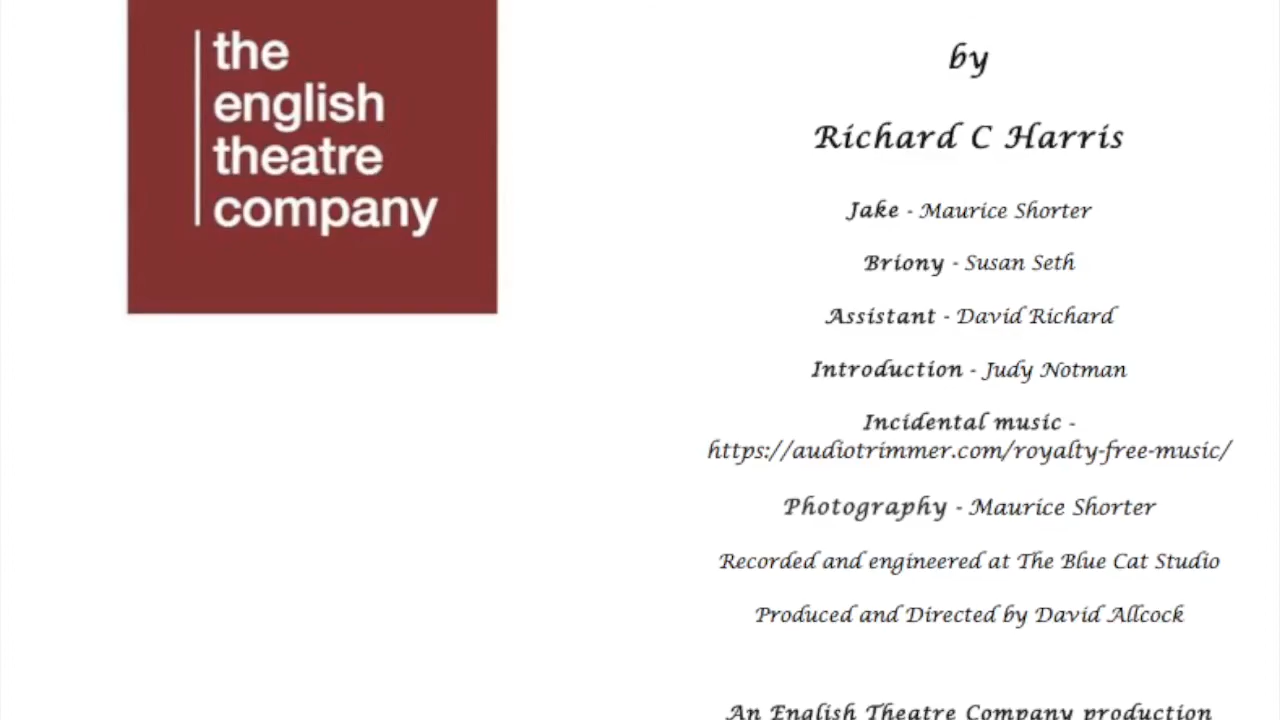 the
english
theatre
company
by
Richard C Harris
Jake - Maurice Shorter
Briony - Susan Seth
Assistant - David Richard
Introduction - Judy Notman
Incidental music -
https://audiotrimmer.com/royalty-free-music/
Photography - Maurice Shorter
Recorded and engineered at The Blue Cat Studio
Produced and Directed by David Allcock
An English Theatre Company production